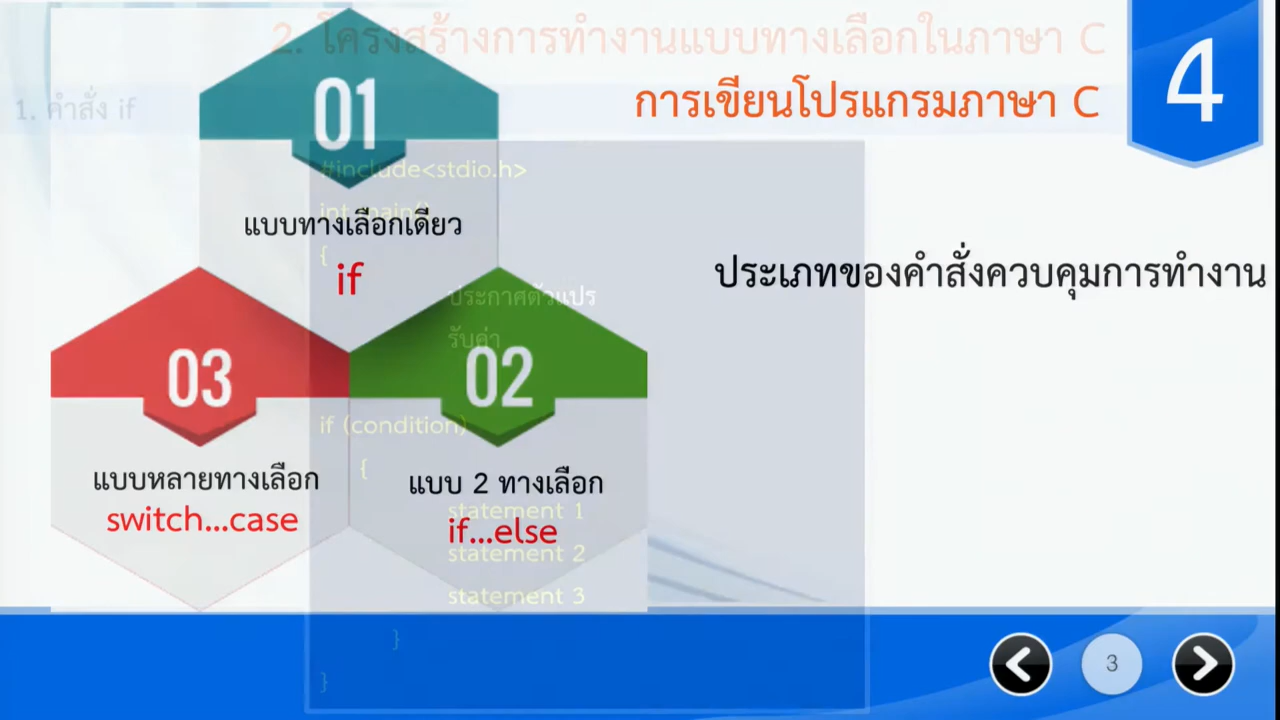 2. โครงสร้างการทำงานแบบทางเลือกในภาษา C
การเขียนโปรแกรมภาษา C
4
1. คำสั่ง if
01
แบบทางเลือกเดียว
if
ประเภทของคำสั่งควบคุมการทำงาน
03
แบบหลายทางเลือก
switch...case
02
แบบ 2 ทางเลือก
if...else
#include<stdio.h>
int main()
{
ประกาศตัวแปร
รับค่า
if (condition)
{
statement 1
statement 2
statement 3
}
}
3